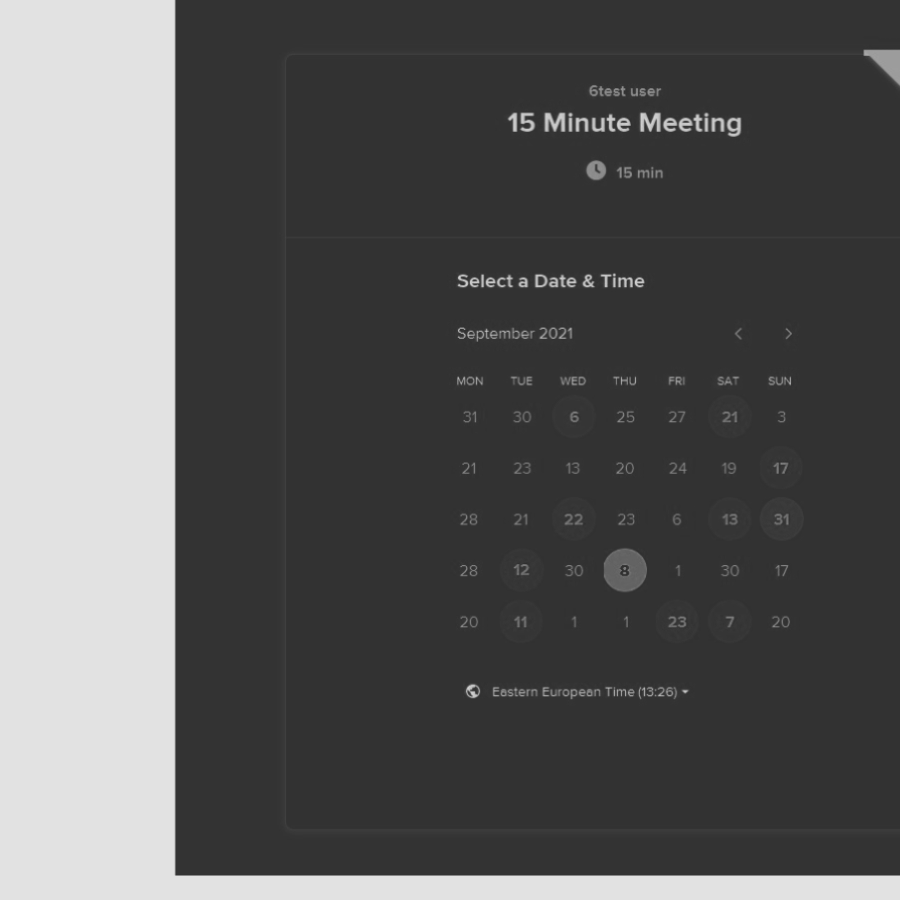 6test user
15 Minute Meeting
15 min
Select a Date & Time
September 2021
MON TUE WED THU FRI SAT SUN
31 30 6 25 27 21 3
21 23 13 20 24 19 17
28 21 22 23 6 13 31
28 12 30 8 1 30 17
20 11 1 1 23 7 20
Eastern European Time (13:26)